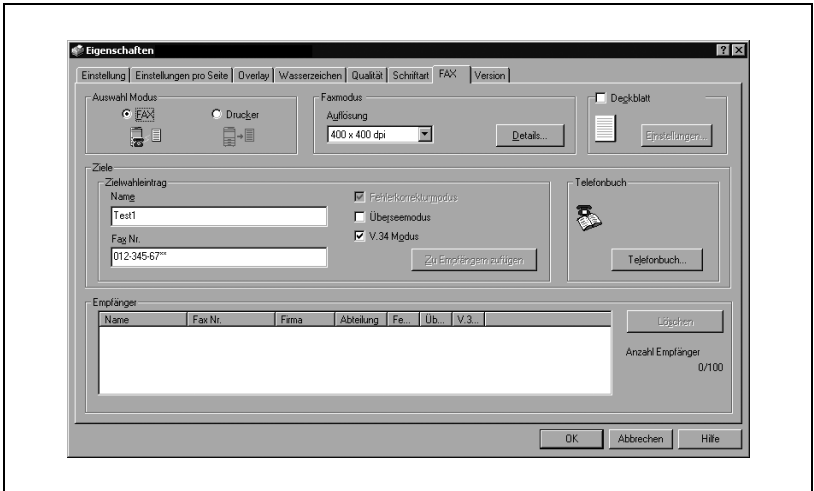 Eigenschaften
Einstellung Einstellungen pro Seite Overlay Wasserzeichen Qualität Schriftart FAX Version
Auswahl Modus
FAX
Drucker
Faxmodus
Auflösung
400 x 400 dpi
Details...
Deckblatt
Einstellungen...
Ziele
Zielwahleintrag
Name
Test1
Fax Nr.
012-345-67**
Fehlerkorrekturmodus
Überseemodus
V.34 Modus
Zu Empfängern zufügen
Telefonbuch
Telefonbuch...
Empfänger
Name Fax Nr. Firma Abteilung Fe... Üb... V.3...
Löschen
Anzahl Empfänger
0/100
OK Abbrechen Hilfe